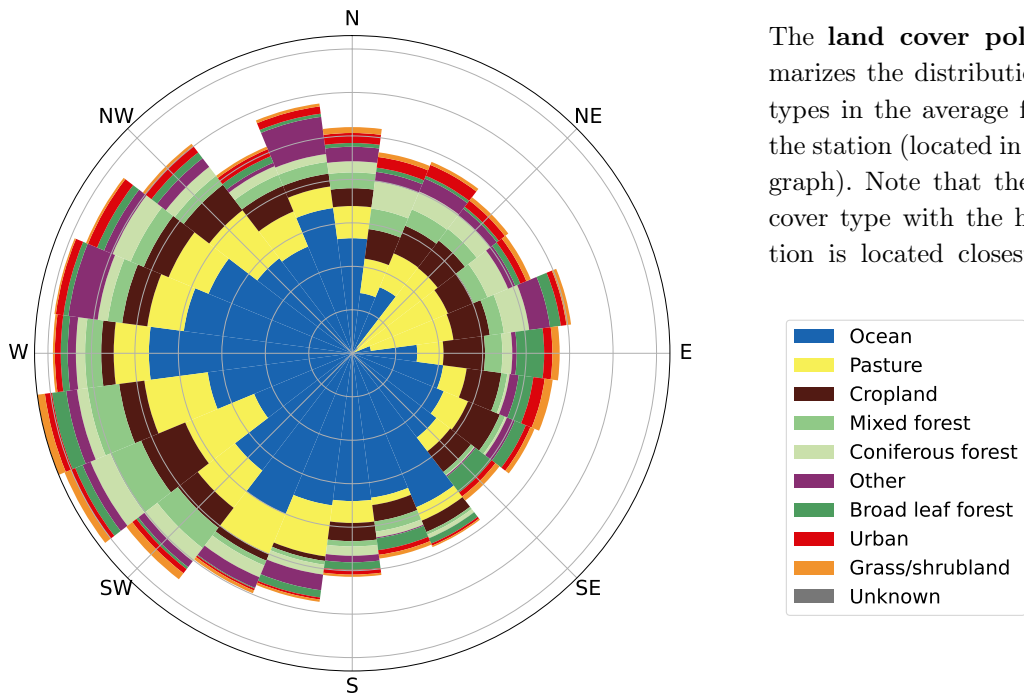 N
NW
NE
W
E
SW
SE
S
The land cover pol
marizes the distributi
types in the average f
the station (located in
graph). Note that the
cover type with the h
tion is located closes
Ocean
Pasture
Cropland
Mixed forest
Coniferous forest
Other
Broad leaf forest
Urban
Grass/shrubland
Unknown